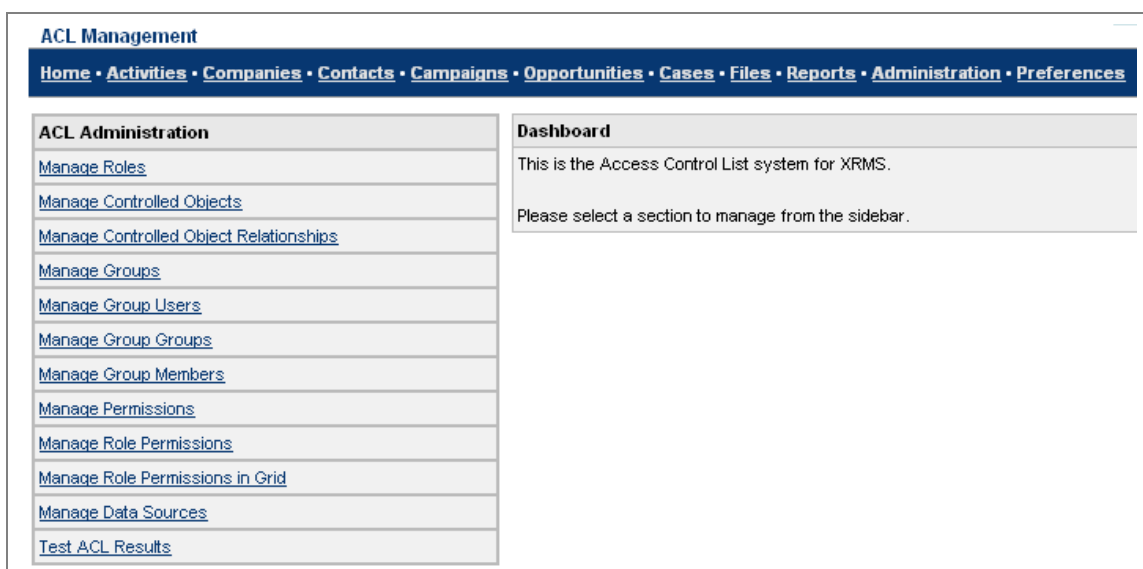 ACL Management
Home • Activities • Companies • Contacts • Campaigns • Opportunities • Cases • Files • Reports • Administration • Preferences
ACL Administration
Manage Roles
Manage Controlled Objects
Manage Controlled Object Relationships
Manage Groups
Manage Group Users
Manage Group Groups
Manage Group Members
Manage Permissions
Manage Role Permissions
Manage Role Permissions in Grid
Manage Data Sources
Test ACL Results
Dashboard
This is the Access Control List system for XRMS.
Please select a section to manage from the sidebar.